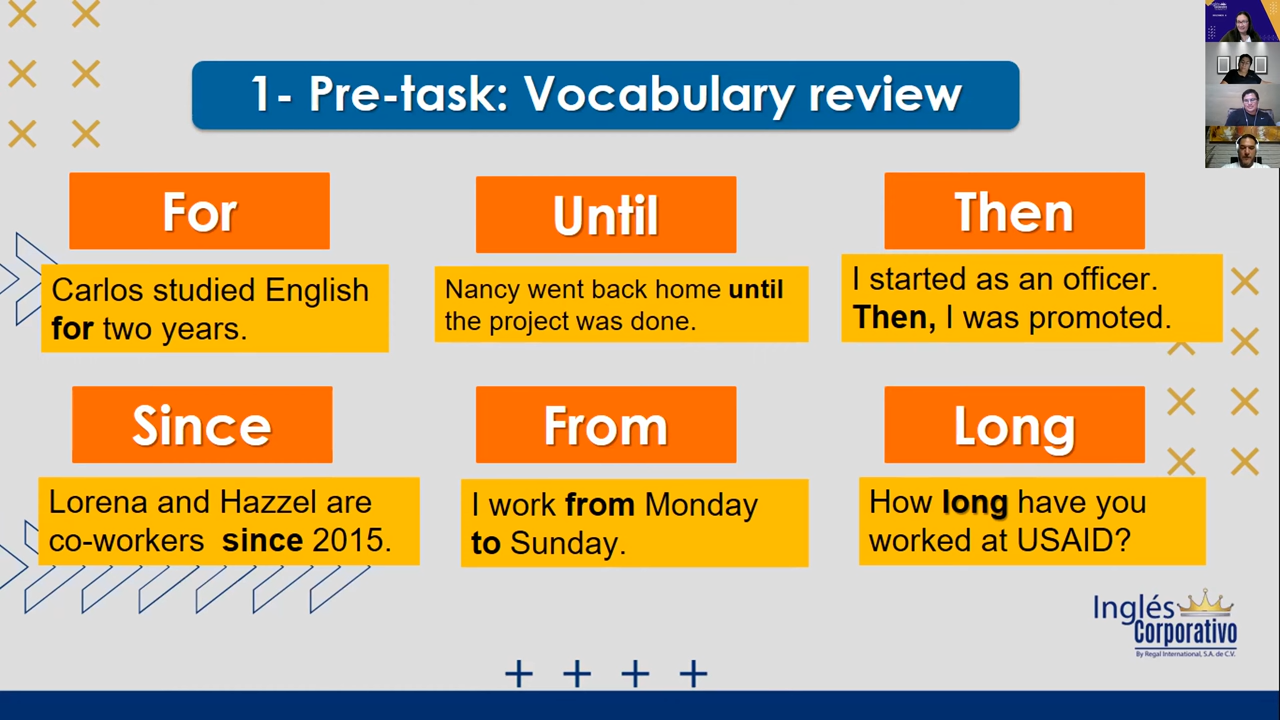 1- Pre-task: Vocabulary review
For
Carlos studied English
for two years.
Until
Nancy went back home until
the project was done.
Then
I started as an officer.
Then, I was promoted.
Since
Lorena and Hazzel are
co-workers since 2015.
From
I work from Monday
to Sunday.
Long
How long have you
worked at USAID?
Inglés
Corporativo
By Regal International, S.A. de C.V.